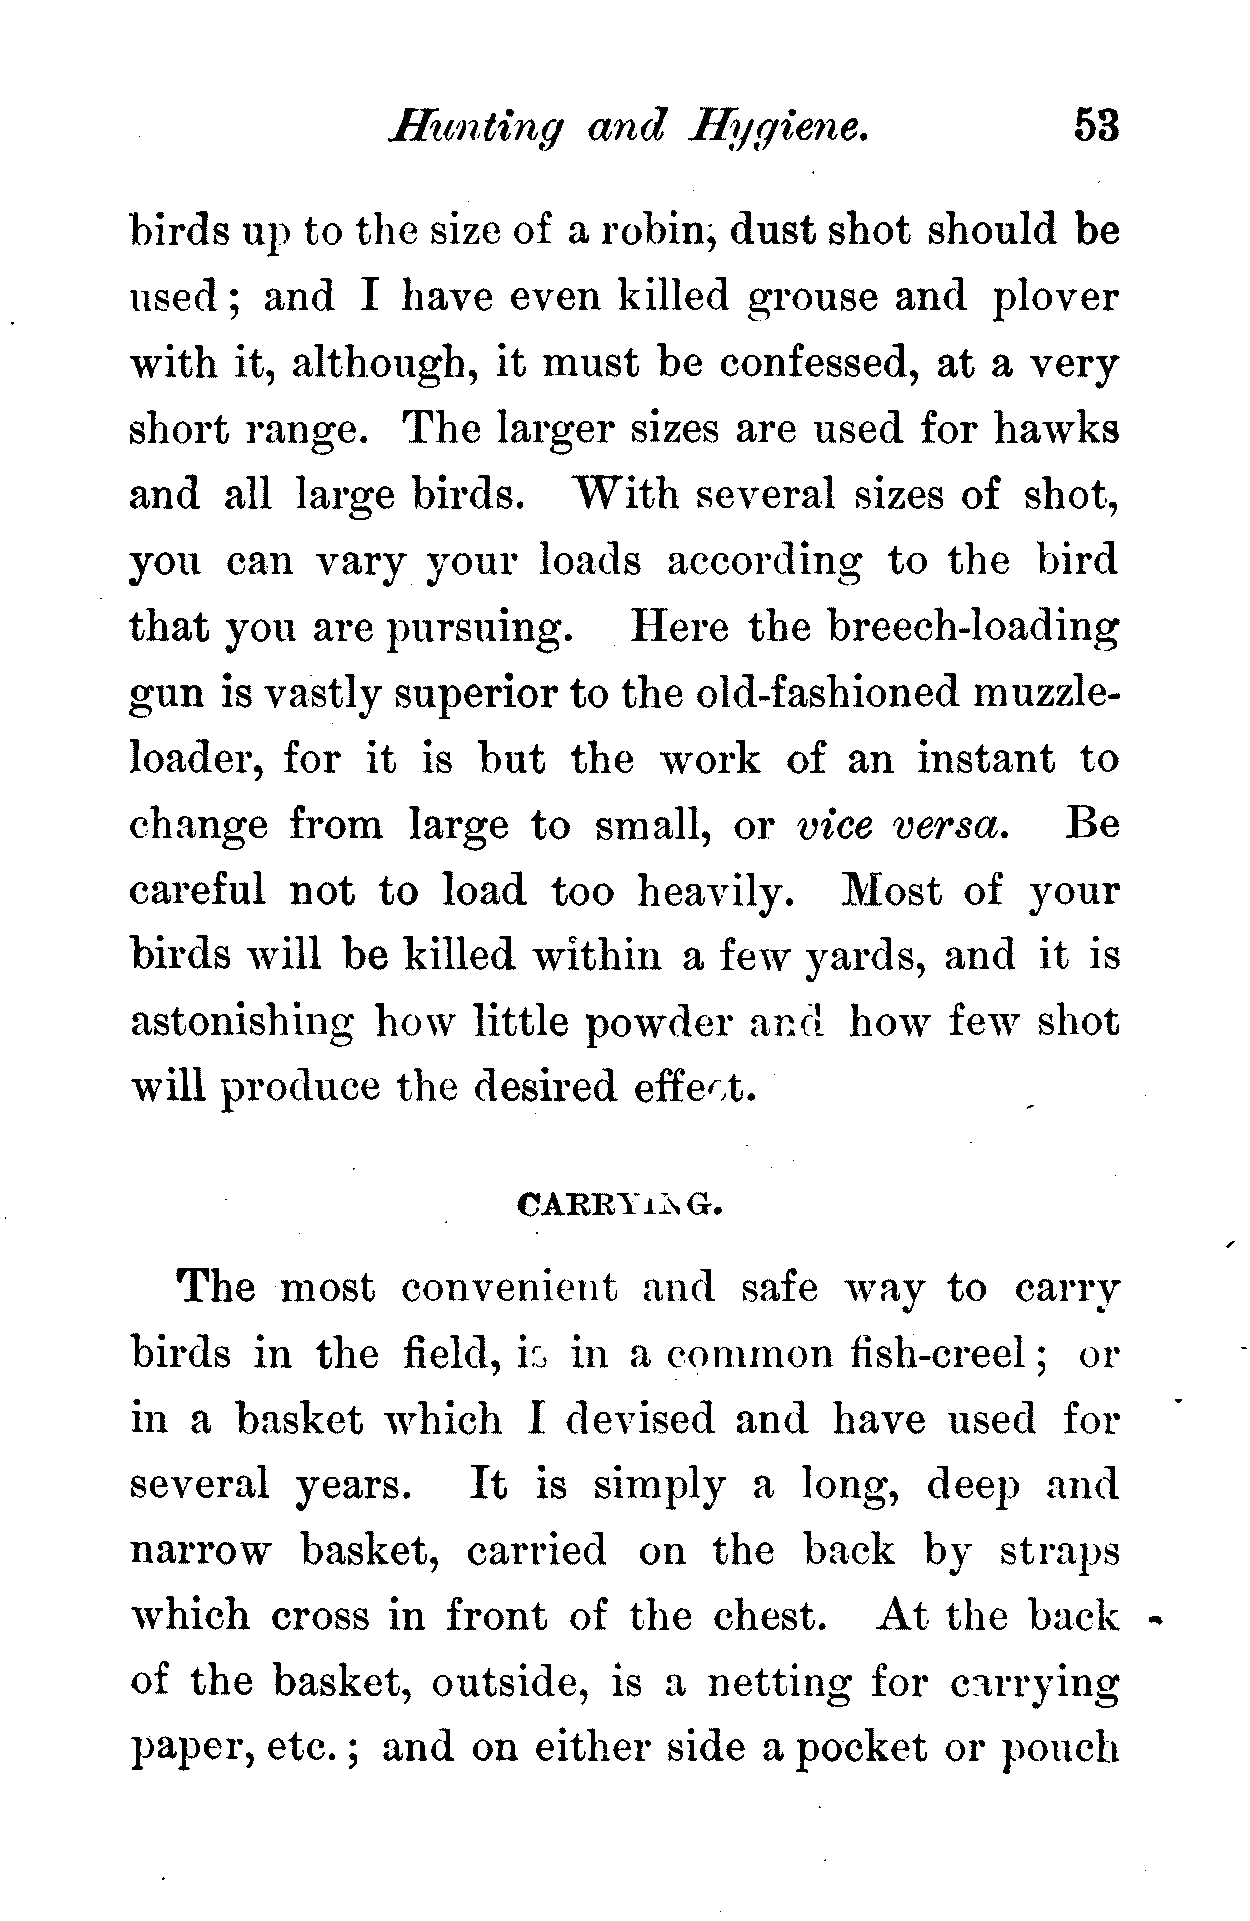 Hunting and Hygiene. 53
birds up to the size of a robin, dust shot should be
used; and I have even killed grouse and plover
with it, although, it must be confessed, at a very
short range. The larger sizes are used for hawks
and all large birds. With several sizes of shot,
you can vary your loads according to the bird
that you are pursuing. Here the breech-loading
gun is vastly superior to the old-fashioned muzzle-
loader, for it is but the work of an instant to
change from large to small, or vice versa. Be
careful not to load too heavily. Most of your
birds will be killed within a few yards, and it is
astonishing how little powder and how few shot
will produce the desired effect.
CARRYING.
The most convenient and safe way to carry
birds in the field, is in a common fish-creel; or
in a basket which I devised and have used for
several years. It is simply a long, deep and
narrow basket, carried on the back by straps
which cross in front of the chest. At the back
of the basket, outside, is a netting for carrying
paper, etc.; and on either side a pocket or pouch